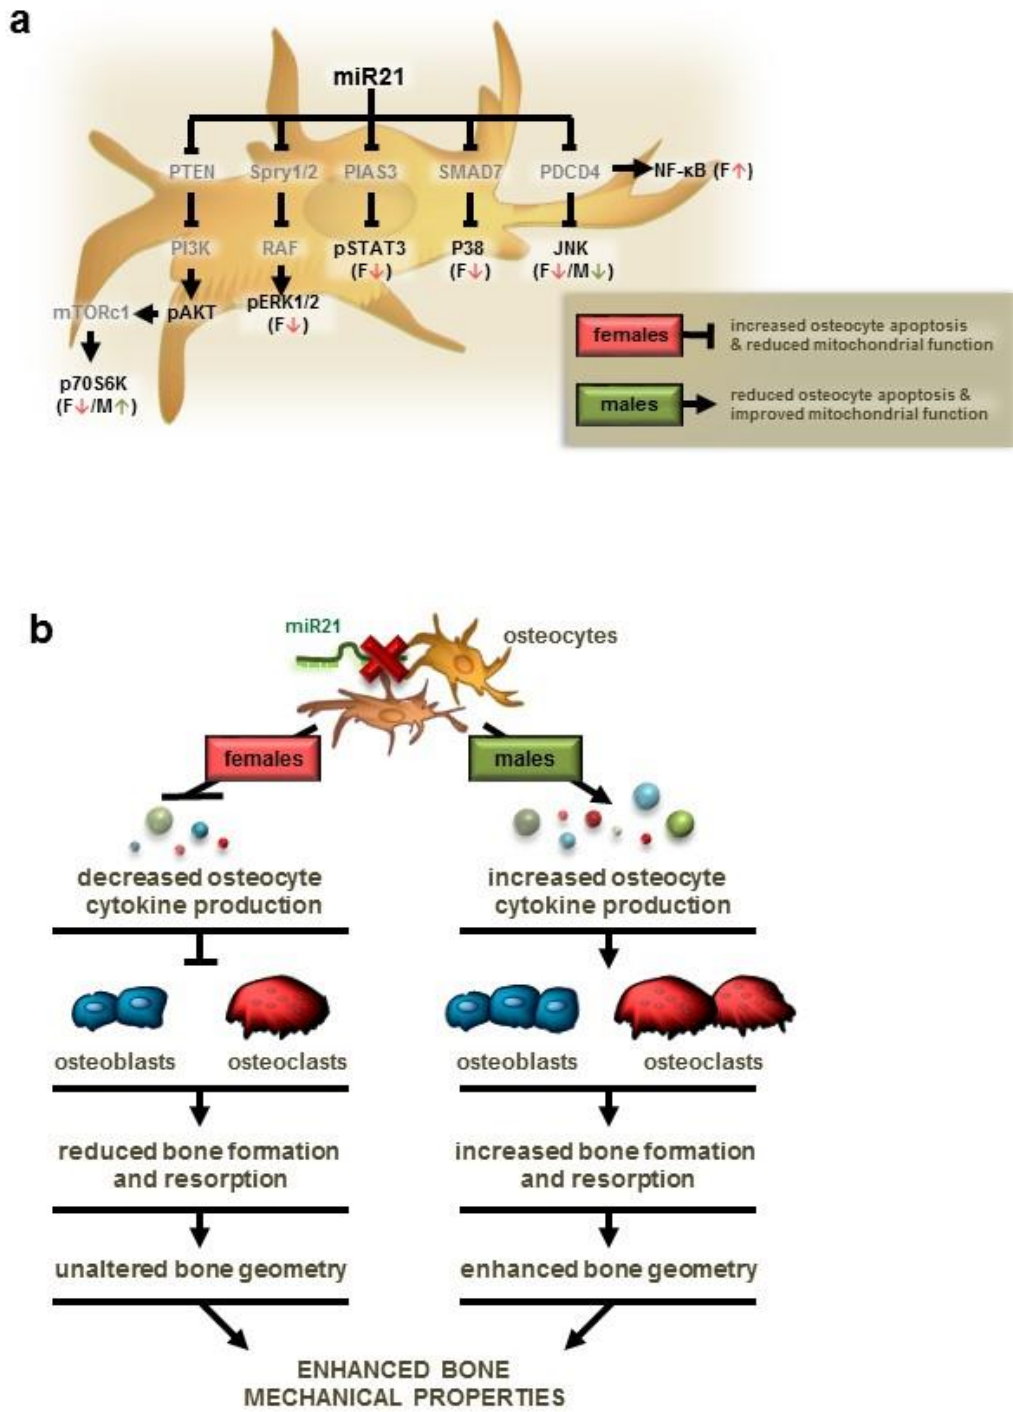 a
miR21
PTEN Spry1/2 PIAS3 SMAD7 PDCD4 NF-κB (F↑)
PI3K RAF pSTAT3 P38 JNK
(F↓) (F↓) (F↓/M↓)
mTORc1 pAKT pERK1/2
(F↓)
p70S6K
(F↓/M↑)
females
increased osteocyte apoptosis
& reduced mitochondrial function
males
reduced osteocyte apoptosis &
improved mitochondrial function
b
miR21
osteocytes
females
males
decreased osteocyte
cytokine production
increased osteocyte
cytokine production
osteoblasts osteoclasts
osteoblasts osteoclasts
reduced bone formation
and resorption
increased bone formation
and resorption
unaltered bone geometry
enhanced bone geometry
ENHANCED BONE
MECHANICAL PROPERTIES